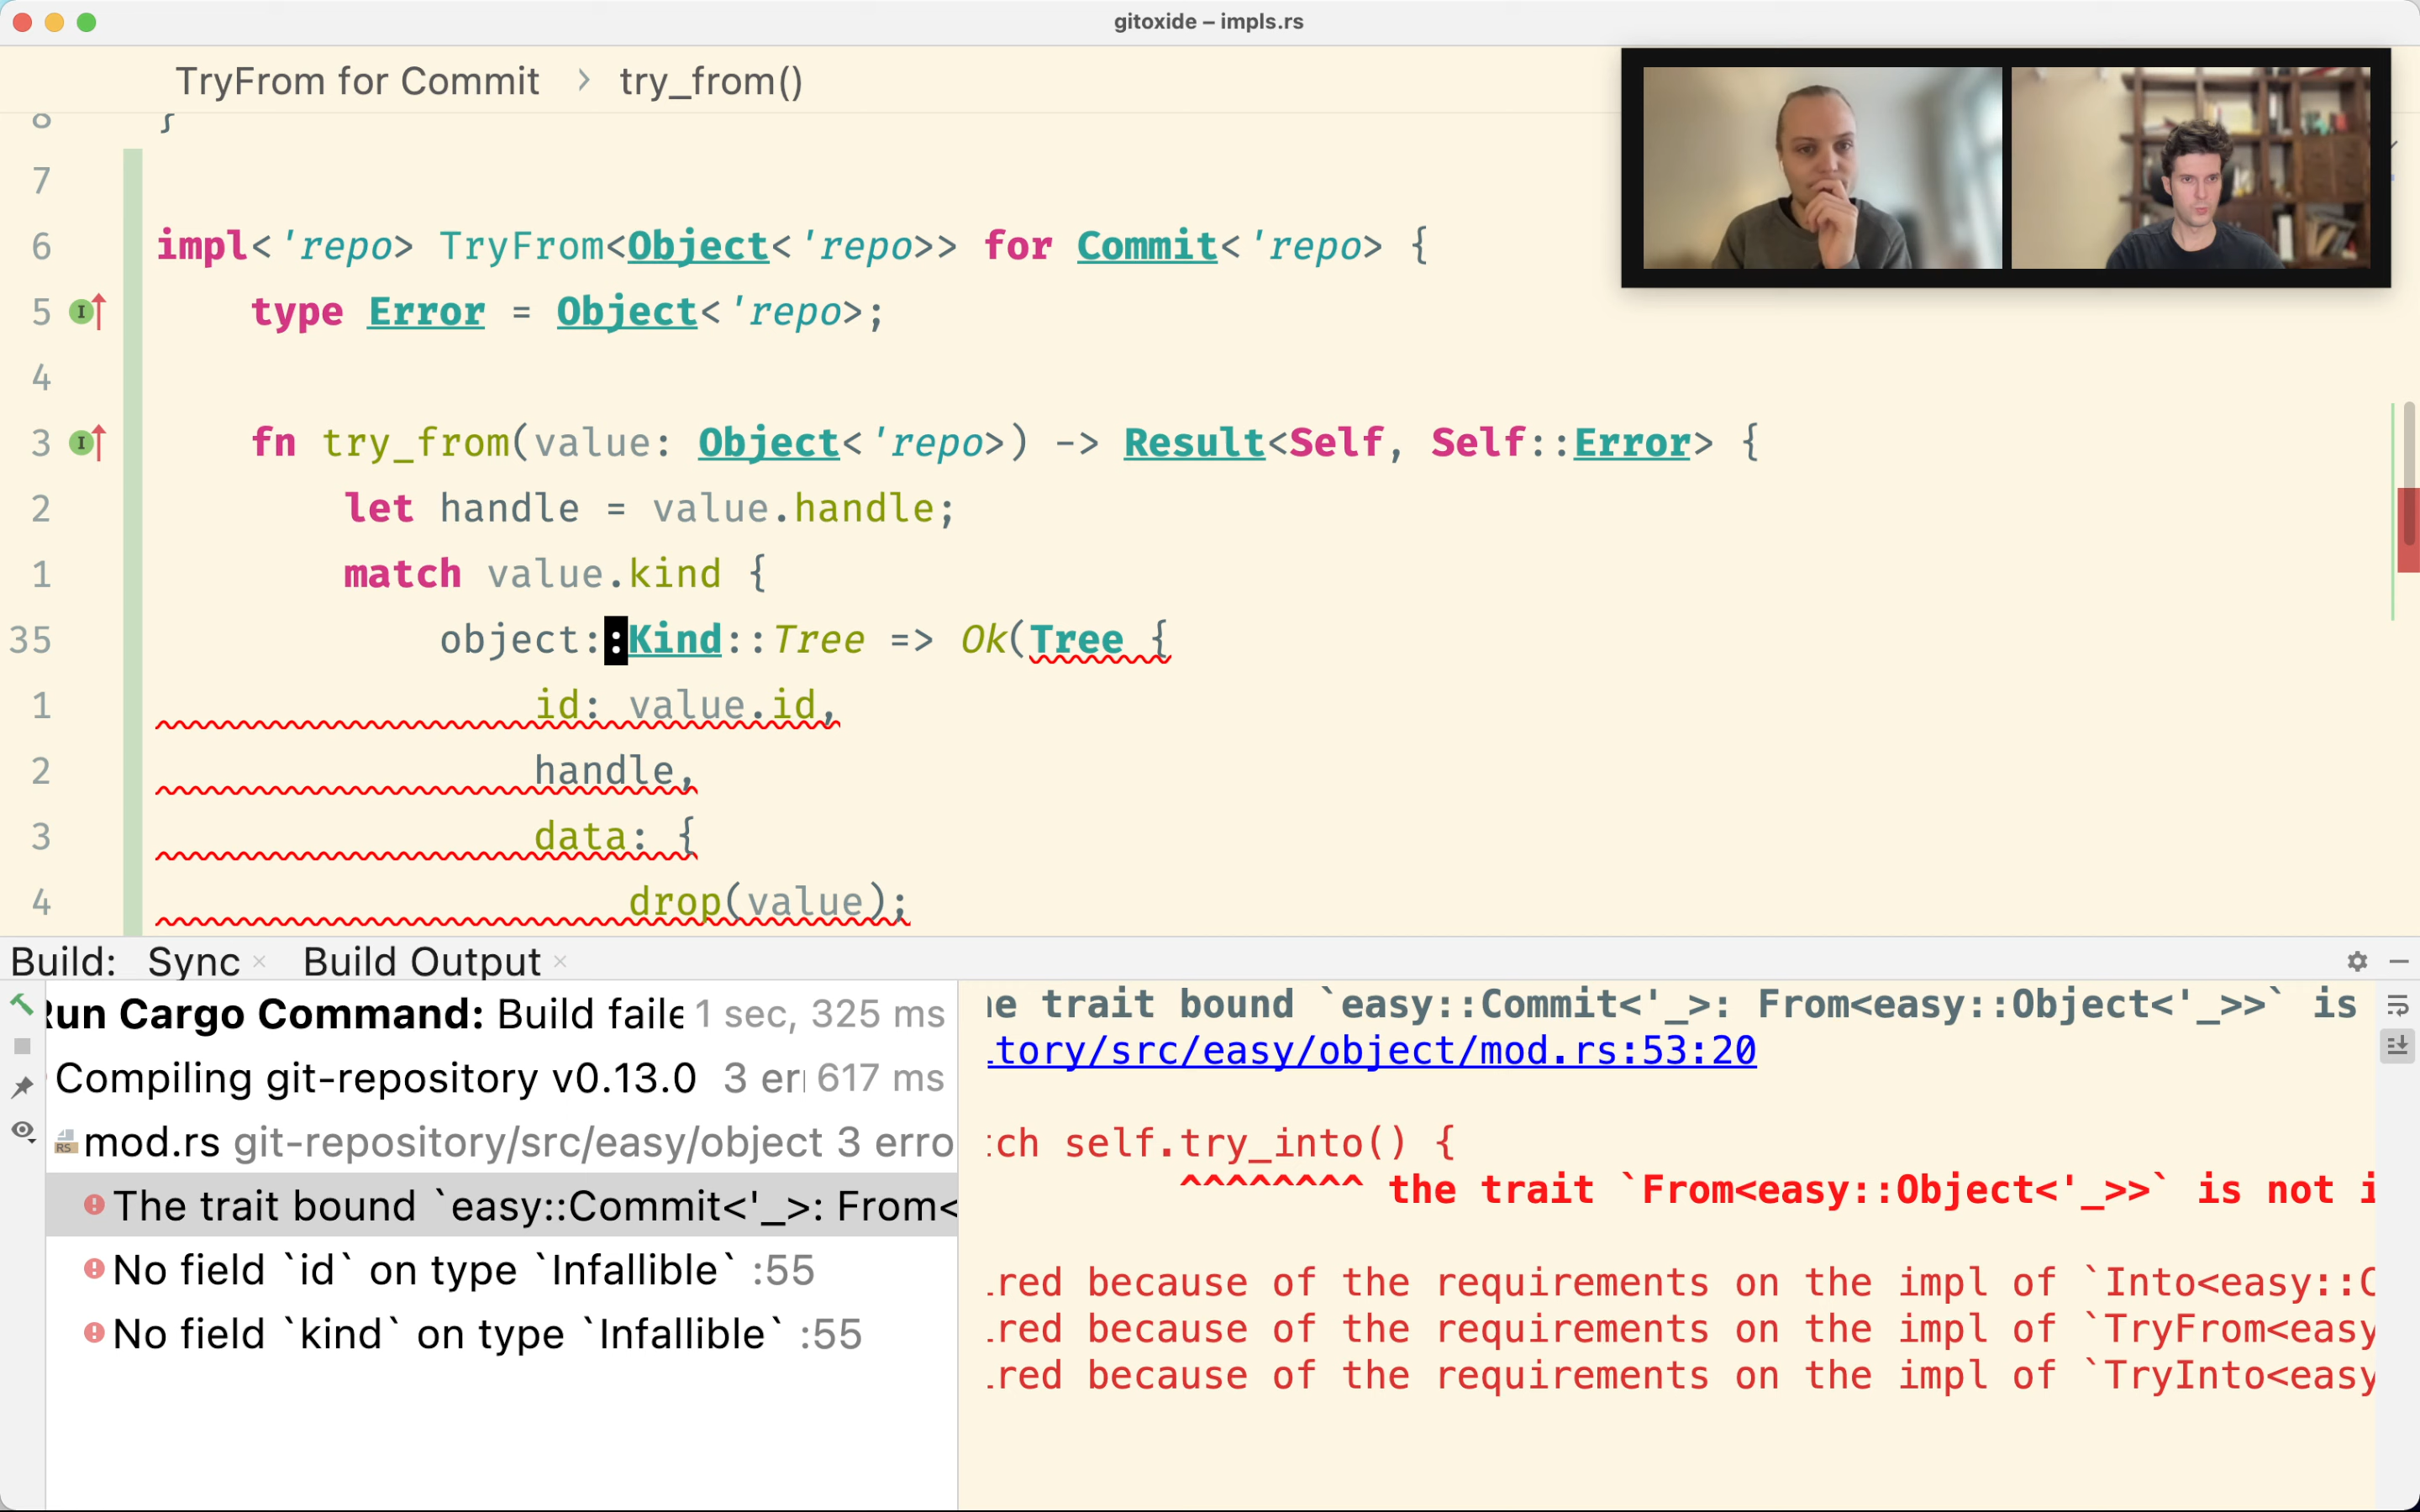 gitoxide – impls.rs
TryFrom for Commit › try_from()
8 }
7
6 impl<'repo> TryFrom<Object<'repo>> for Commit<'repo> {
5 type Error = Object<'repo>;
4
3 fn try_from(value: Object<'repo>) -> Result<Self, Self::Error> {
2 let handle = value.handle;
1 match value.kind {
35 object::Kind::Tree => Ok(Tree {
1 id: value.id,
2 handle,
3 data: {
4 drop(value);
Build: Sync × Build Output ×
Run Cargo Command: Build faile 1 sec, 325 ms
Compiling git-repository v0.13.0 3 er 617 ms
mod.rs git-repository/src/easy/object 3 erro
The trait bound `easy::Commit<'_>: From<
No field `id` on type `Infallible` :55
No field `kind` on type `Infallible` :55
he trait bound `easy::Commit<'_>: From<easy::Object<'_>>` is
tory/src/easy/object/mod.rs:53:20
tch self.try_into() {
^^^^^^^^ the trait `From<easy::Object<'_>>` is not i
red because of the requirements on the impl of `Into<easy::C
red because of the requirements on the impl of `TryFrom<easy
red because of the requirements on the impl of `TryInto<easy